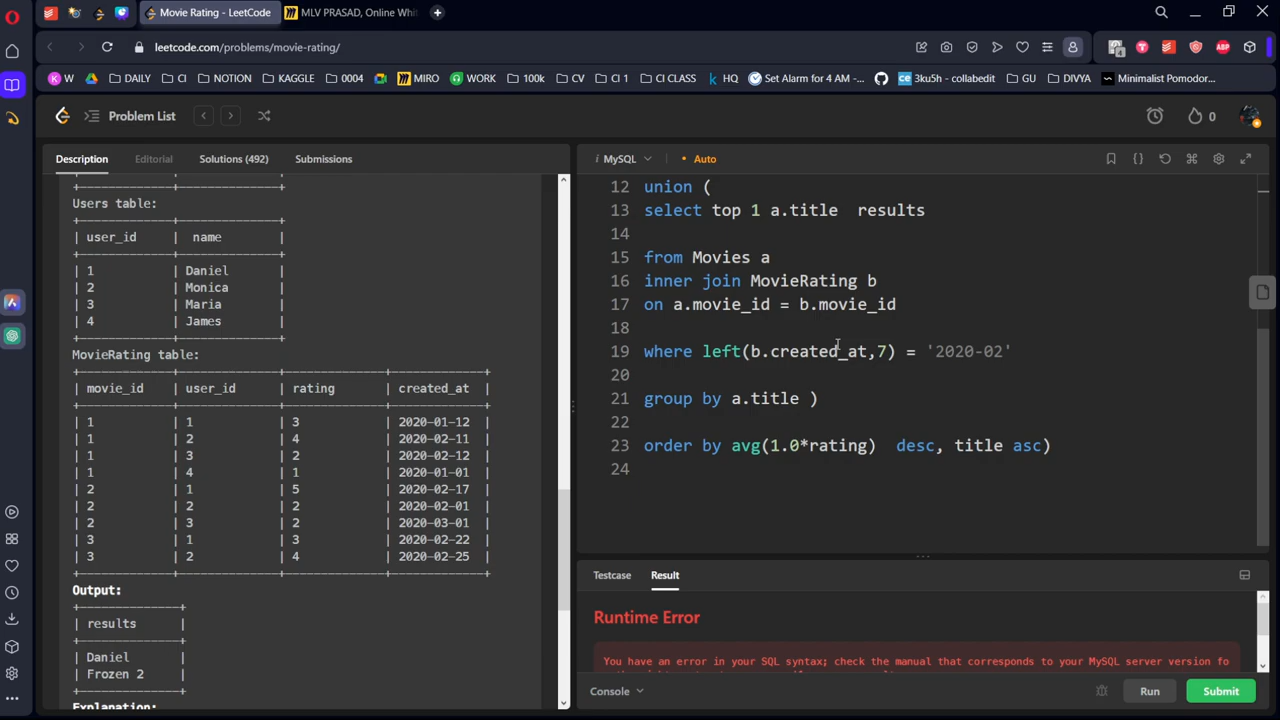 Movie Rating - LeetCode
MLV PRASAD, Online Whit
leetcode.com/problems/movie-rating/
W DAILY CI NOTION KAGGLE 0004 MIRO WORK 100k CV CI 1 CI CLASS HQ Set Alarm for 4 AM -... 3ku5h - collabedit GU DIVYA Minimalist Pomodor...
Problem List
0
Description Editorial Solutions (492) Submissions
MySQL Auto
+---------------+-------------+
Users table:
+---------------+-------------+
| user_id | name |
+---------------+-------------+
| 1 | Daniel |
| 2 | Monica |
| 3 | Maria |
| 4 | James |
+---------------+-------------+
MovieRating table:
+---------------+--------------+--------------+-------------+
| movie_id | user_id | rating | created_at |
+---------------+--------------+--------------+-------------+
| 1 | 1 | 3 | 2020-01-12 |
| 1 | 2 | 4 | 2020-02-11 |
| 1 | 3 | 2 | 2020-02-12 |
| 1 | 4 | 1 | 2020-01-01 |
| 2 | 1 | 5 | 2020-02-17 |
| 2 | 2 | 2 | 2020-02-01 |
| 2 | 3 | 2 | 2020-03-01 |
| 3 | 1 | 3 | 2020-02-22 |
| 3 | 2 | 4 | 2020-02-25 |
+---------------+--------------+--------------+-------------+
Output:
+--------------+
| results |
+--------------+
| Daniel |
| Frozen 2 |
+--------------+
Explanation:
12 union (
13 select top 1 a.title results
14
15 from Movies a
16 inner join MovieRating b
17 on a.movie_id = b.movie_id
18
19 where left(b.created_at,7) = '2020-02'
20
21 group by a.title )
22
23 order by avg(1.0*rating) desc, title asc)
24
Testcase Result
Runtime Error
You have an error in your SQL syntax; check the manual that corresponds to your MySQL server version fo
Console Run Submit